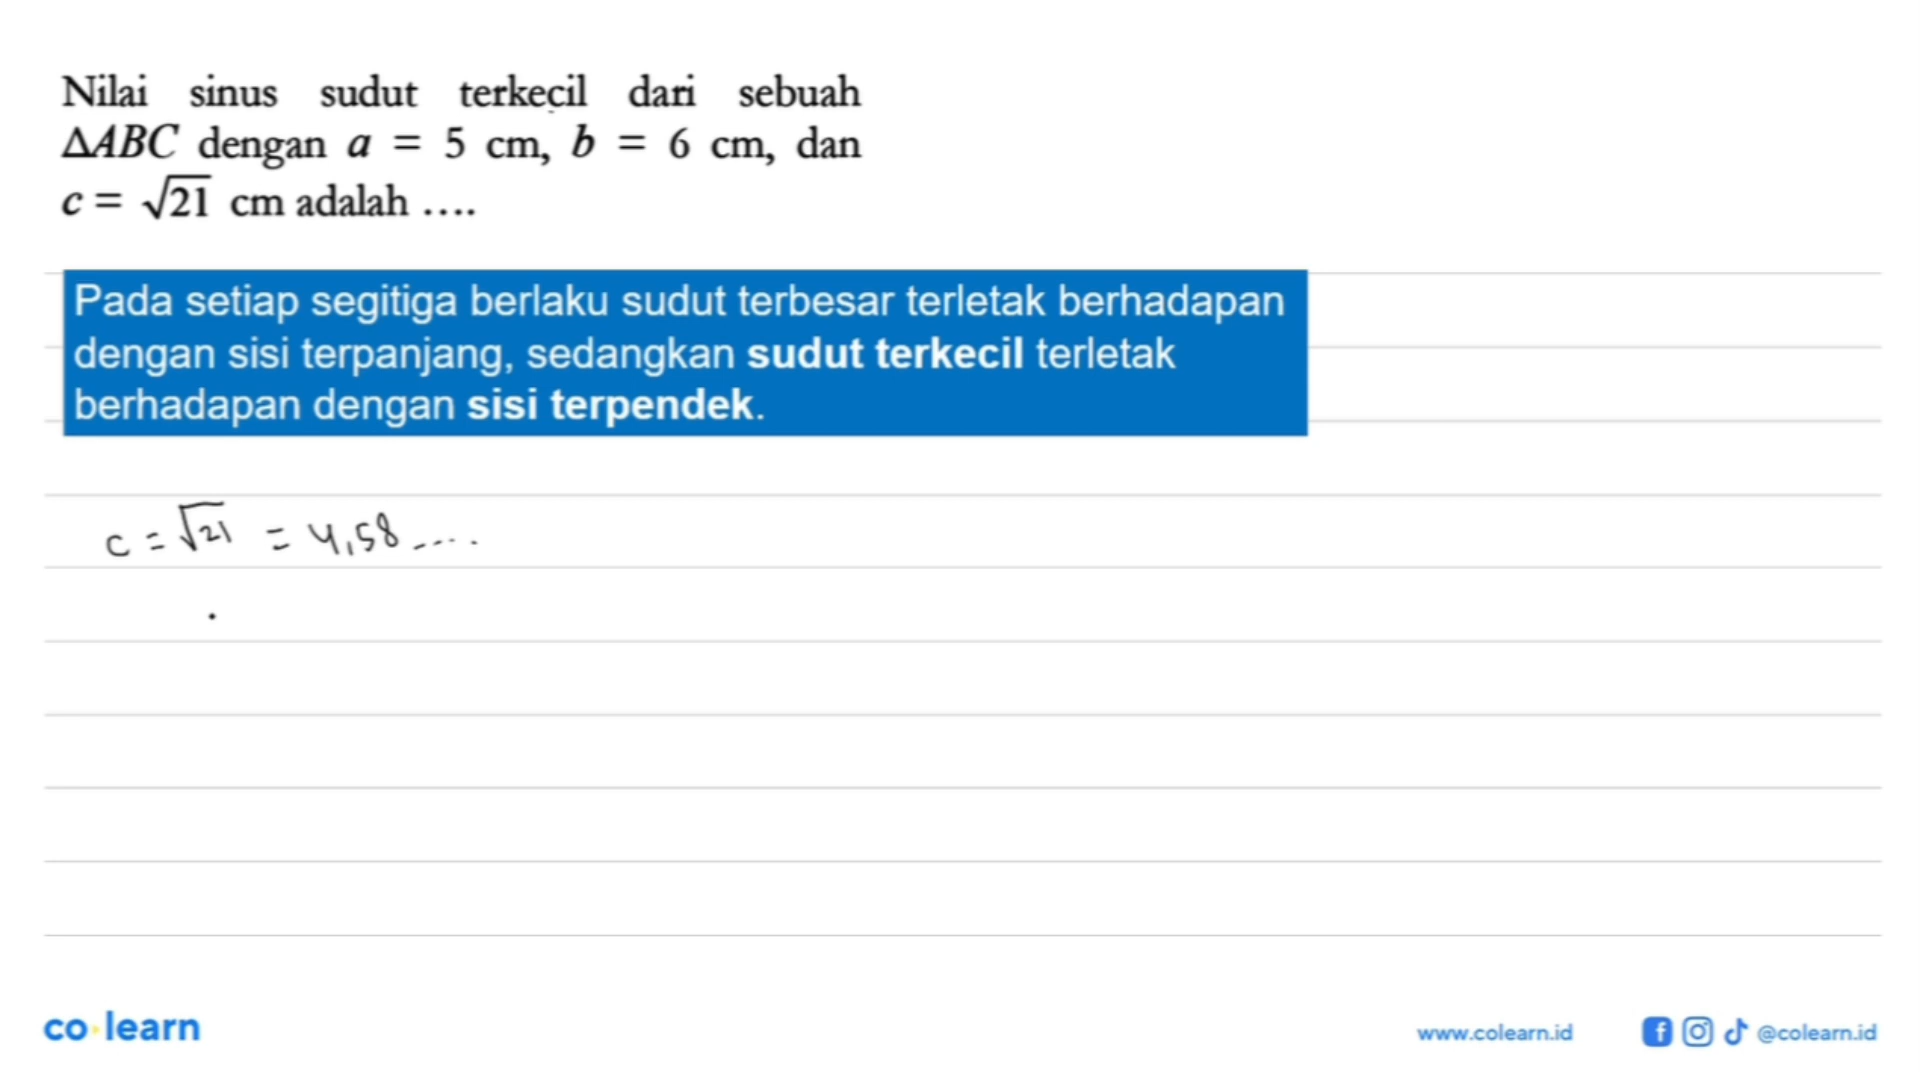 Nilai sinus sudut terkecil dari sebuah
ΔABC dengan a = 5 cm, b = 6 cm, dan
c = √21 cm adalah ....
Pada setiap segitiga berlaku sudut terbesar terletak berhadapan
dengan sisi terpanjang, sedangkan sudut terkecil terletak
berhadapan dengan sisi terpendek.
c = √21 = 4,58 ....
co·learn
www.colearn.id @colearn.id